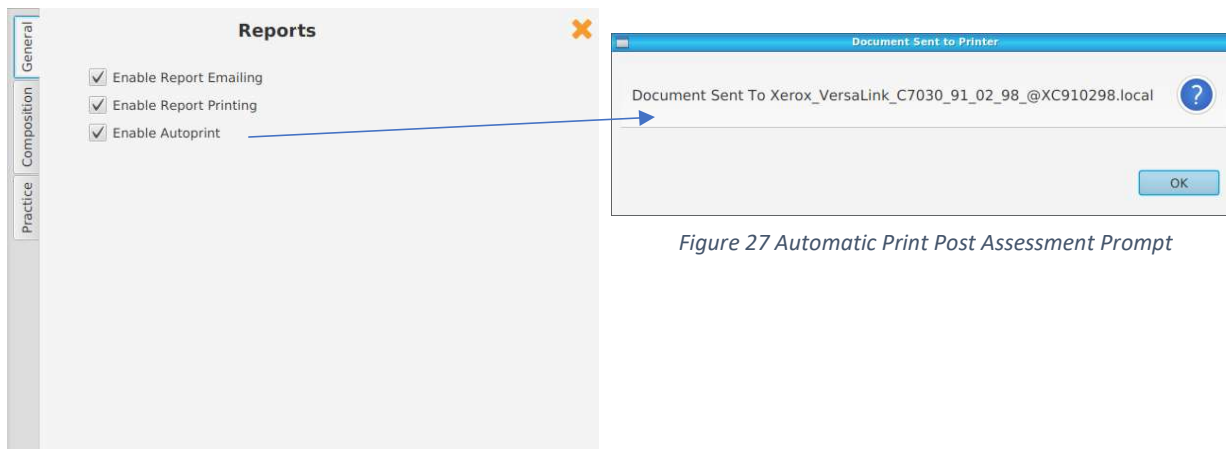 General
Composition
Practice
Reports
Enable Report Emailing
Enable Report Printing
Enable Autoprint
Document Sent to Printer
Document Sent To Xerox_VersaLink_C7030_91_02_98_@XC910298.local
?
OK
Figure 27 Automatic Print Post Assessment Prompt